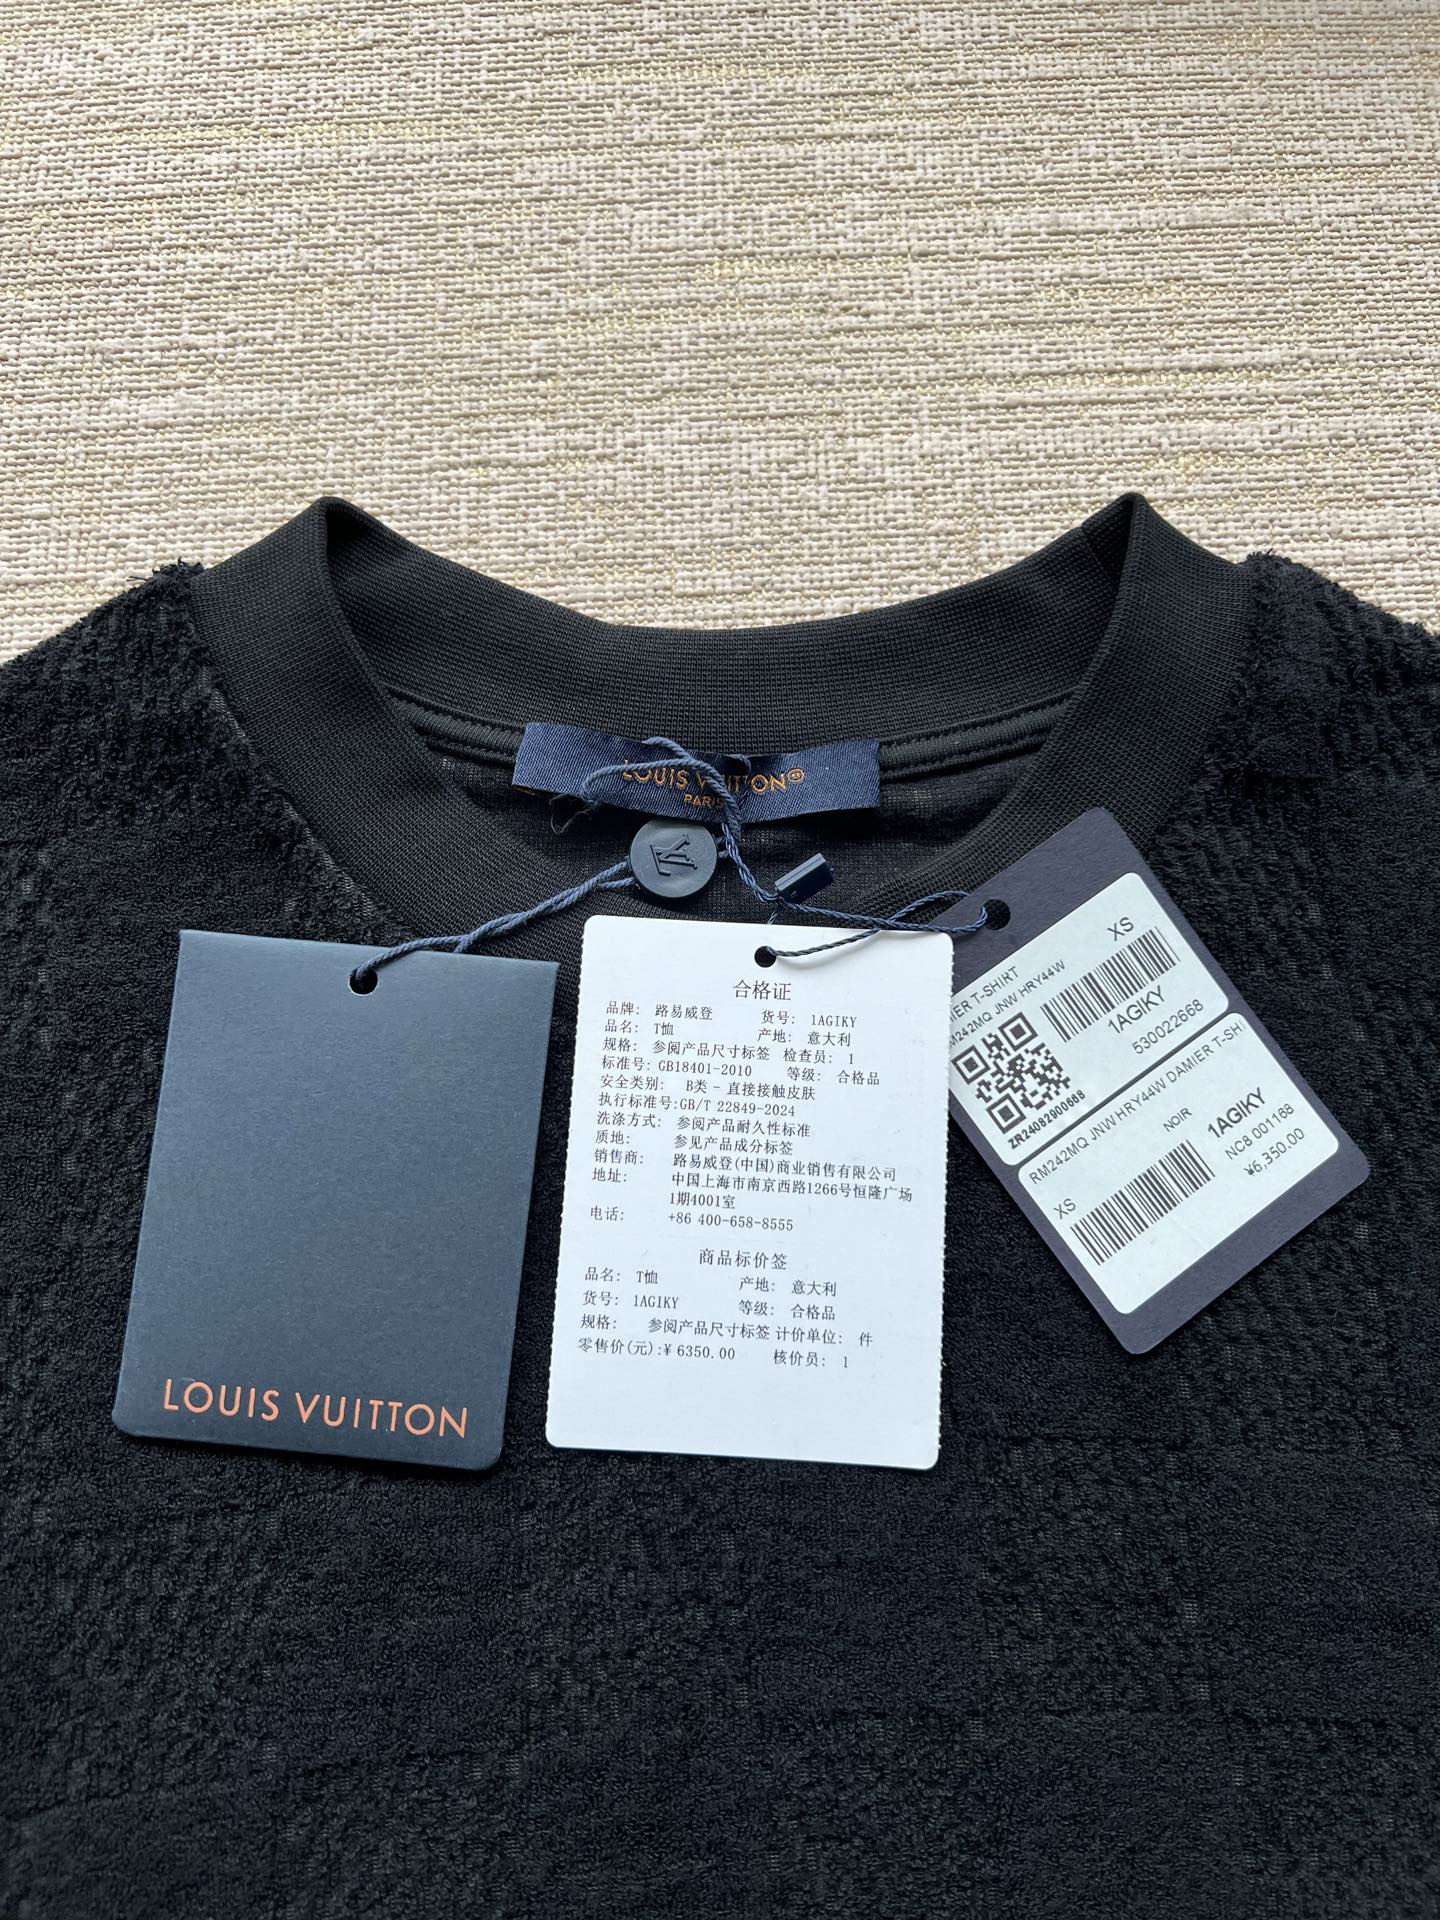 LOUIS VUITTON®
PARIS
LOUIS VUITTON
合格证
品牌: 路易威登 货号: 1AGIKY
品名: T恤 产地: 意大利
规格: 参阅产品尺寸标签 检查员: 1
标准号: GB18401-2010 等级: 合格品
安全类别: B类 - 直接接触皮肤
执行标准号:GB/T 22849-2024
洗涤方式: 参阅产品耐久性标准
质地: 参见产品成分标签
销售商: 路易威登(中国)商业销售有限公司
地址: 中国上海市南京西路1266号恒隆广场
1期4001室
电话: +86 400-658-8555
商品标价签
品名: T恤 产地: 意大利
货号: 1AGIKY 等级: 合格品
规格: 参阅产品尺寸标签 计价单位: 件
零售价(元):¥ 6350.00 核价员: 1
T-SHIRT
JNW HRY44W
XS
1AGIKY
530022668
ZR24082900668
RM242MQ JNW HRY44W DAMIER T-SHI
NOIR
1AGIKY
XS
NC8 001168
¥6,350.00